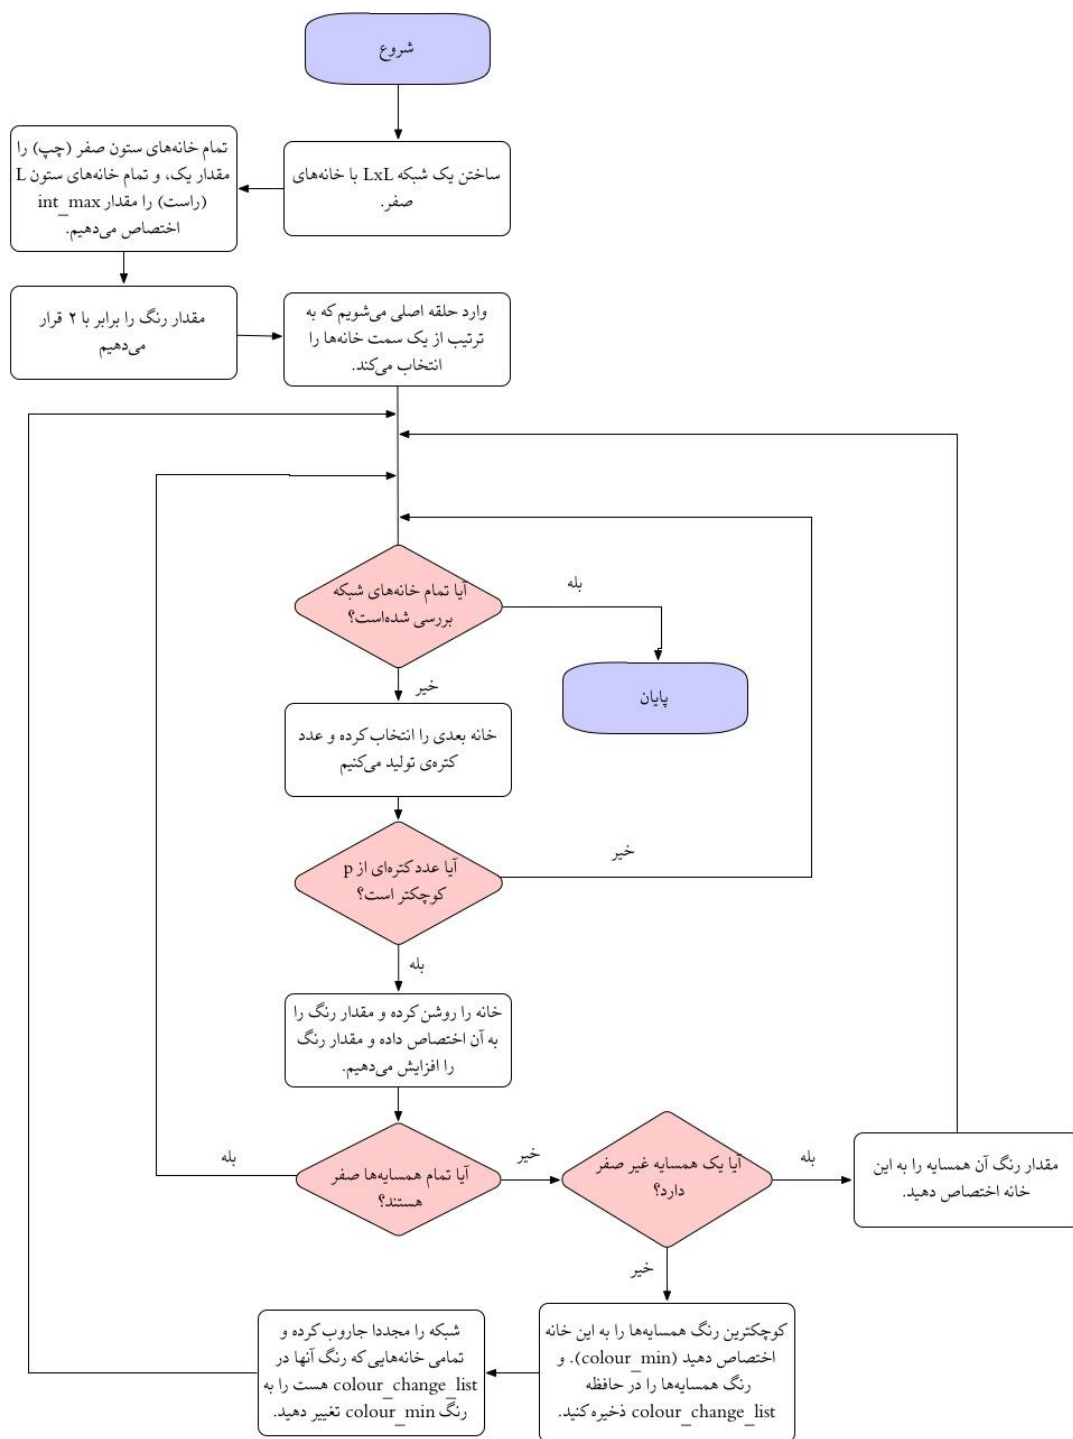 شروع
ساختن یک شبکه LxL با خانه‌های
صفر.
تمام خانه‌های ستون صفر (چپ) را
مقدار یک، و تمام خانه‌های ستون L
(راست) را مقدار int_max
اختصاص می‌دهیم.
مقدار رنگ را برابر با ۲ قرار
می‌دهیم
وارد حلقه اصلی می‌شویم که به
ترتیب از یک سمت خانه‌ها را
انتخاب می‌کند.
آیا تمام خانه‌های شبکه
بررسی شده‌است؟
بله
پایان
خیر
خانه بعدی را انتخاب کرده و عدد
کتره‌ی تولید می‌کنیم
آیا عدد کتره‌ای از p
کوچکتر است؟
خیر
بله
خانه را روشن کرده و مقدار رنگ را
به آن اختصاص داده و مقدار رنگ
را افزایش می‌دهیم.
آیا تمام همسایه‌ها صفر
هستند؟
بله
خیر
آیا یک همسایه غیر صفر
دارد؟
بله
مقدار رنگ آن همسایه را به این
خانه اختصاص دهید.
خیر
کوچکترین رنگ همسایه‌ها را به این خانه
اختصاص دهید (colour_min). و
رنگ همسایه‌ها را در حافظه
colour_change_list ذخیره کنید.
شبکه را مجددا جاروب کرده و
تمامی خانه‌هایی که رنگ آنها در
colour_change_list هست را به
رنگ colour_min تغییر دهید.